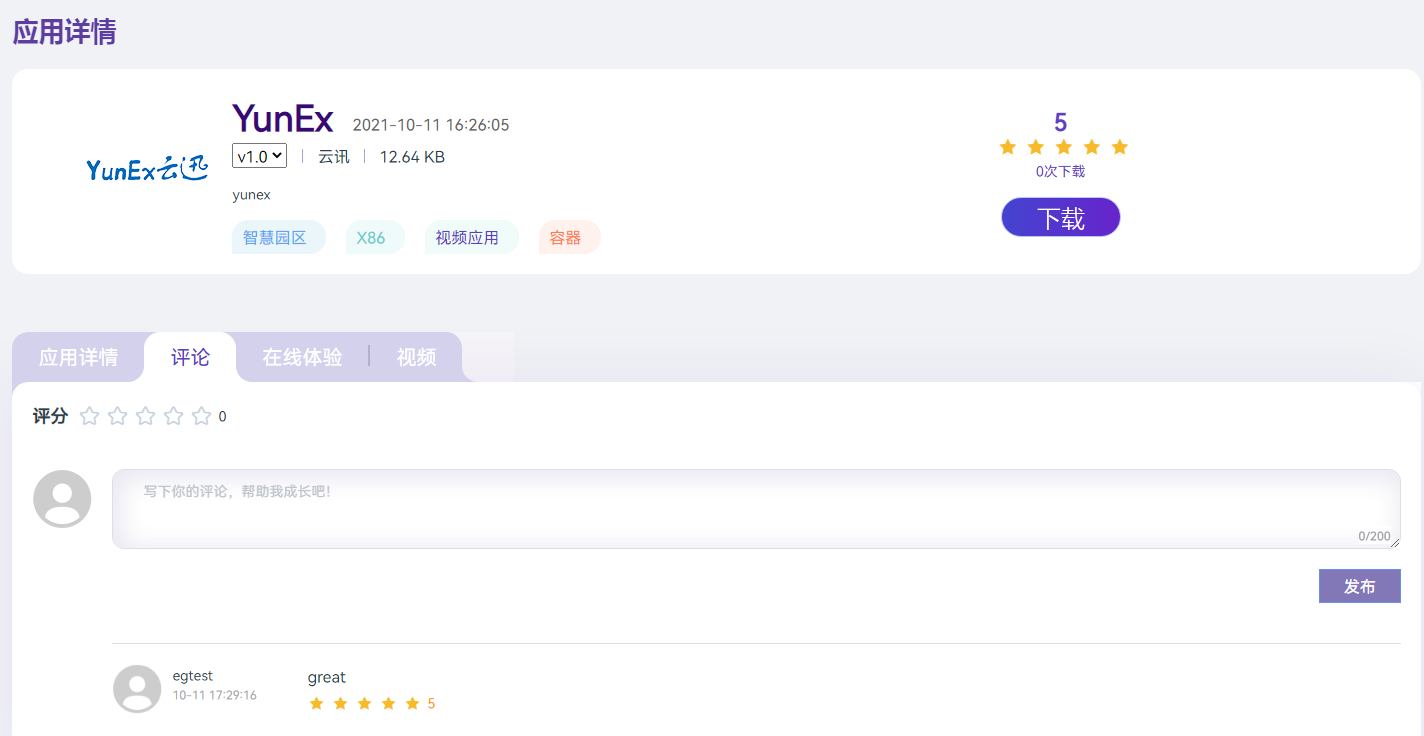 应用详情
YunEx云迅
YunEx 2021-10-11 16:26:05
v1.0 云讯 12.64 KB
yunex
智慧园区 X86 视频应用 容器
5
0次下载
下载
应用详情 评论 在线体验 视频
评分 0
写下你的评论，帮助我成长吧！
0/200
发布
egtest
10-11 17:29:16
great
5